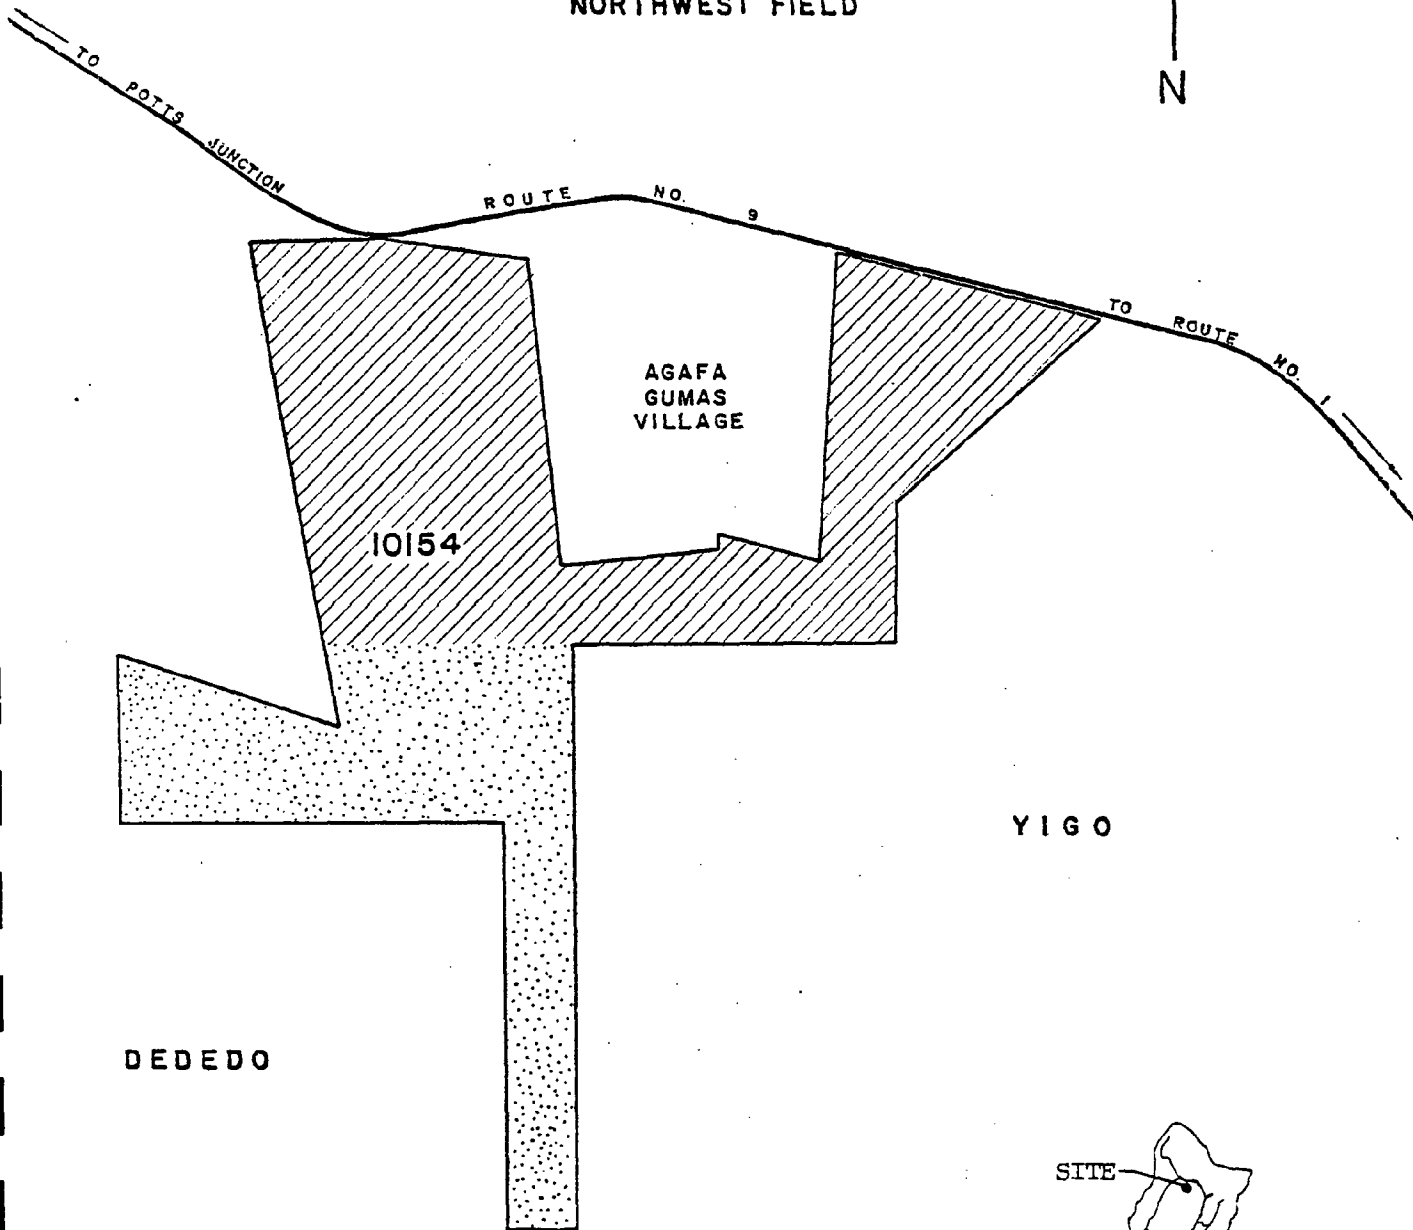 NORTHWEST FIELD
N
TO POTTS JUNCTION
ROUTE NO. 9
TO ROUTE NO. 1
AGAFA
GUMAS
VILLAGE
10154
YIGO
DEDEDO
SITE